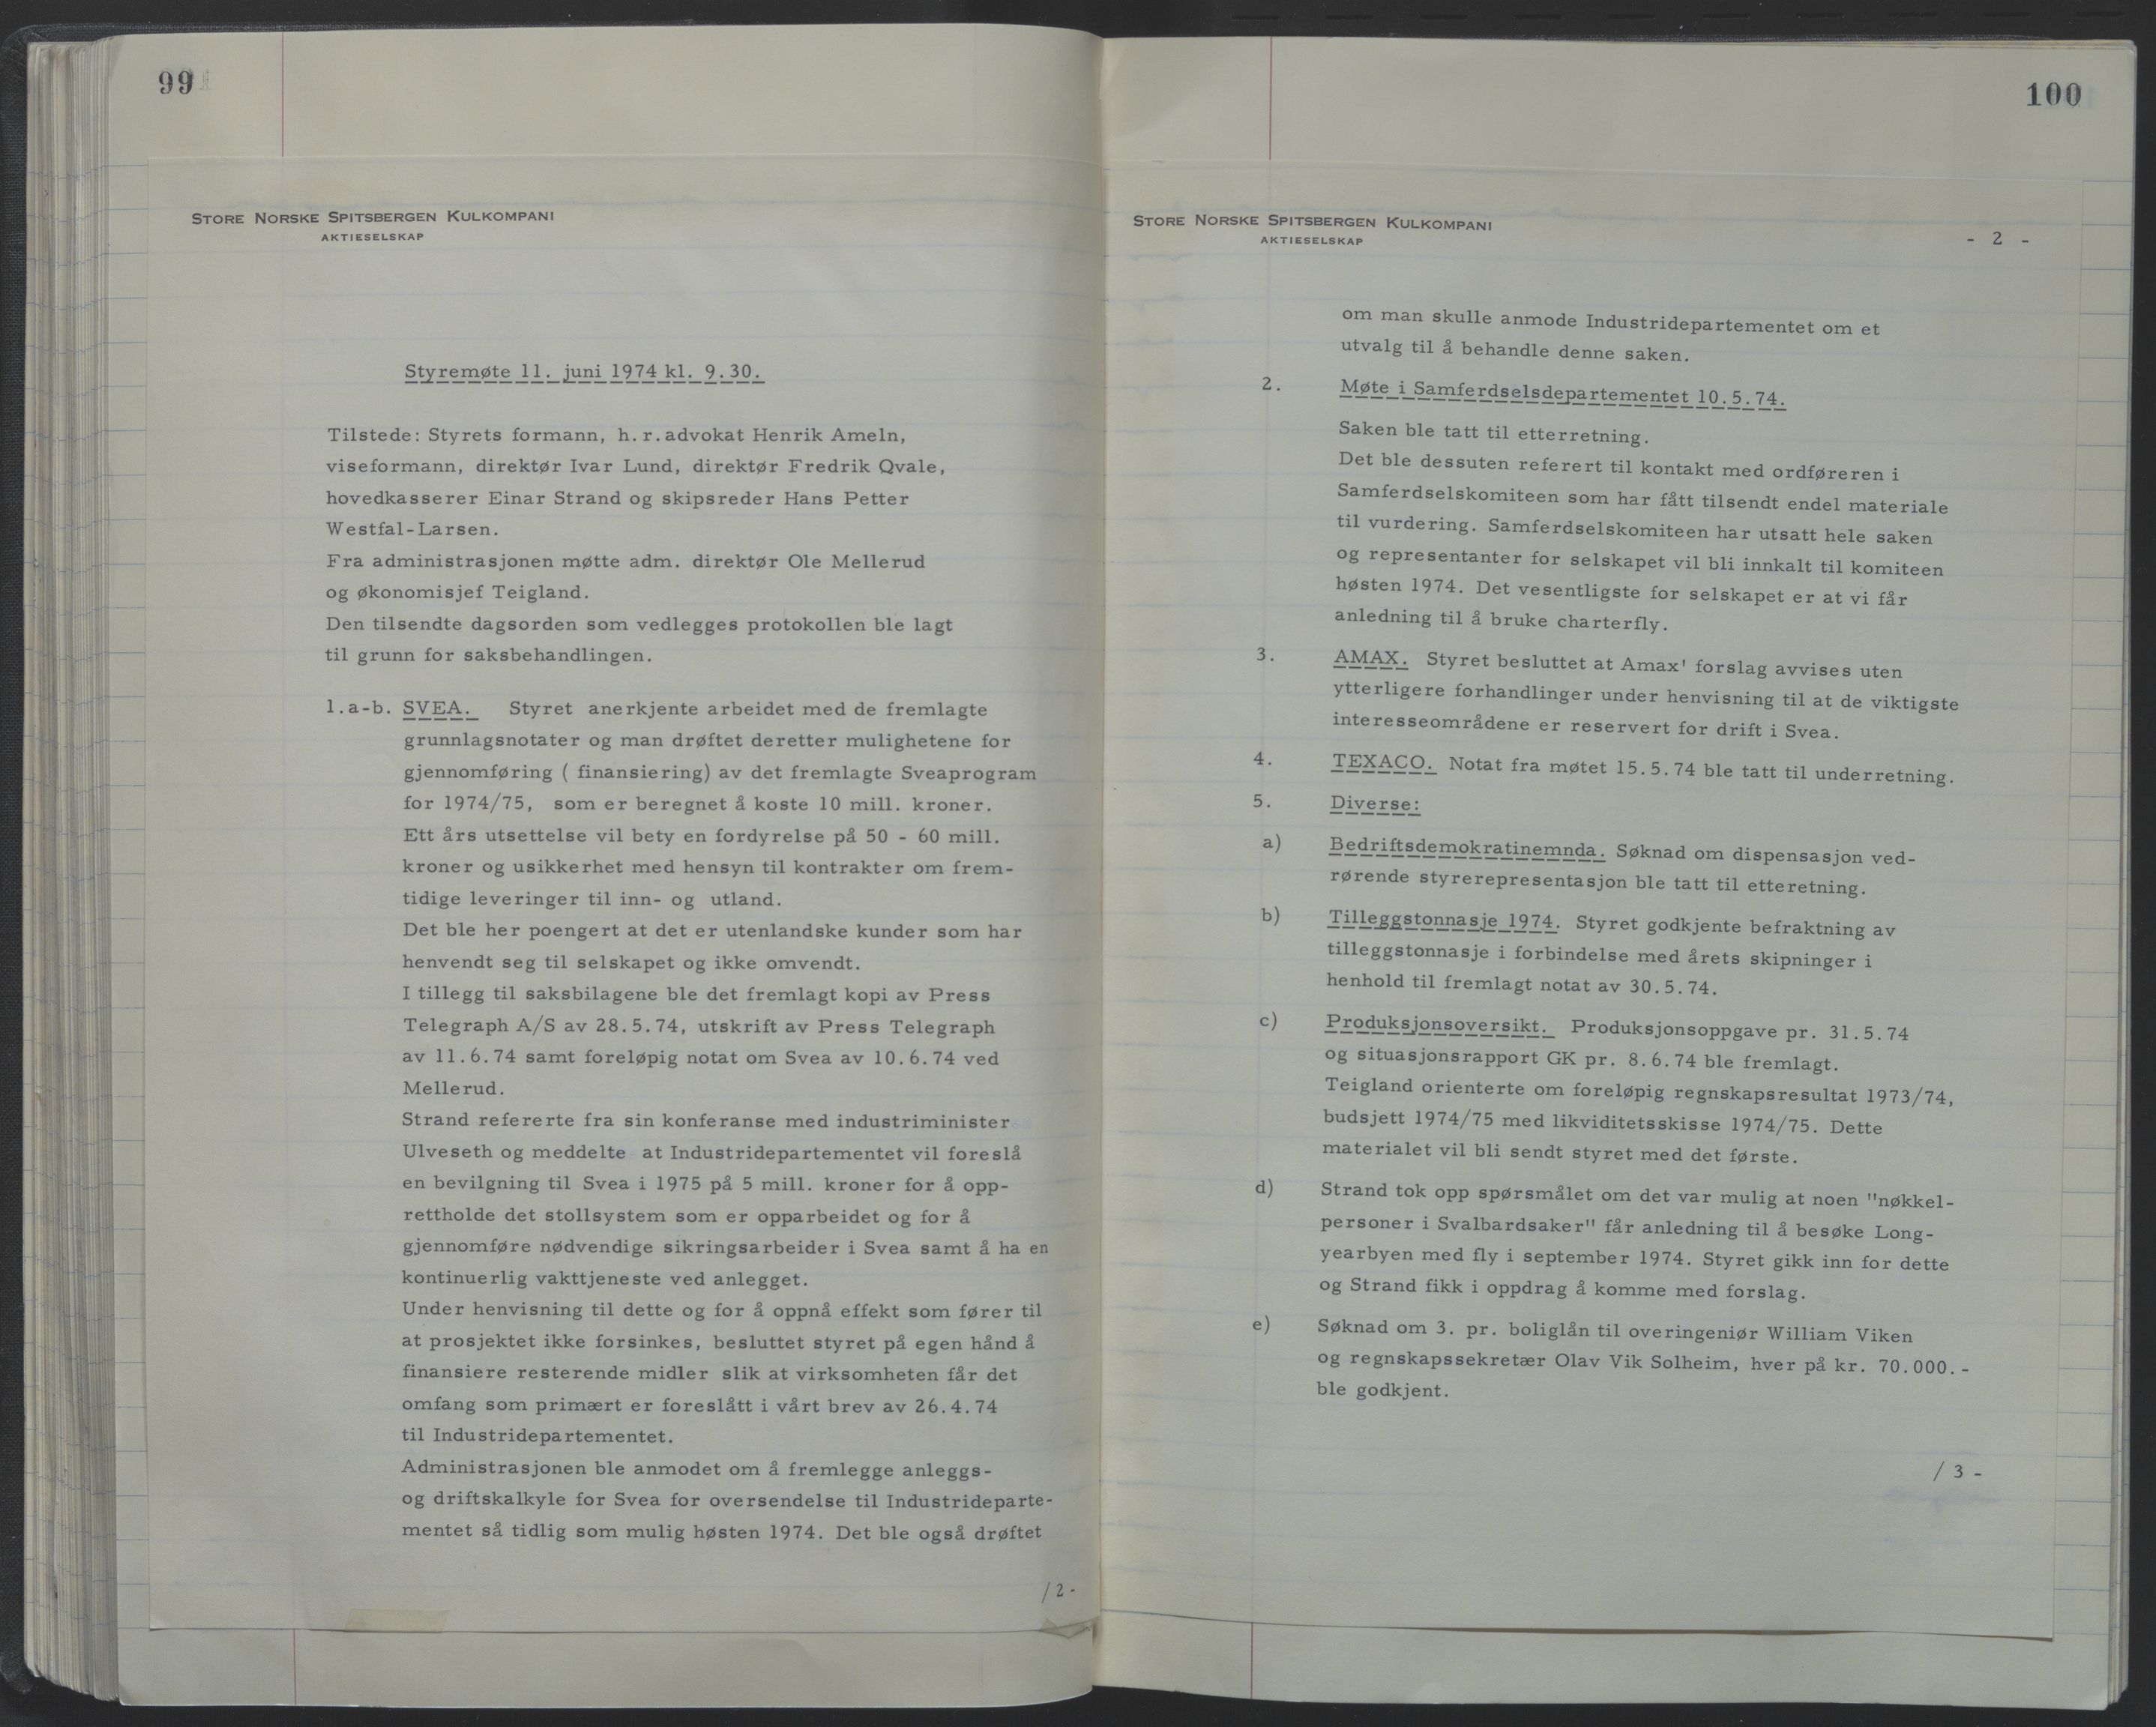 99
STORE NORSKE SPITSBERGEN KULKOMPANI
AKTIESELSKAP
Styremøte 11. juni 1974 kl. 9.30.
Tilstede: Styrets formann, h.r.advokat Henrik Ameln,
viseformann, direktør Ivar Lund, direktør Fredrik Qvale,
hovedkasserer Einar Strand og skipsreder Hans Petter
Westfal-Larsen.
Fra administrasjonen møtte adm. direktør Ole Mellerud
og økonomisjef Teigland.
Den tilsendte dagsorden som vedlegges protokollen ble lagt
til grunn for saksbehandlingen.
1.a-b. SVEA. Styret anerkjente arbeidet med de fremlagte
grunnlagsnotater og man drøftet deretter mulighetene for
gjennomføring ( finansiering) av det fremlagte Sveaprogram
for 1974/75, som er beregnet å koste 10 mill. kroner.
Ett års utsettelse vil bety en fordyrelse på 50 - 60 mill.
kroner og usikkerhet med hensyn til kontrakter om frem-
tidige leveringer til inn- og utland.
Det ble her poengert at det er utenlandske kunder som har
henvendt seg til selskapet og ikke omvendt.
I tillegg til saksbilagene ble det fremlagt kopi av Press
Telegraph A/S av 28.5.74, utskrift av Press Telegraph
av 11.6.74 samt foreløpig notat om Svea av 10.6.74 ved
Mellerud.
Strand refererte fra sin konferanse med industriminister
Ulveseth og meddelte at Industridepartementet vil foreslå
en bevilgning til Svea i 1975 på 5 mill. kroner for å opp-
rettholde det stollsystem som er opparbeidet og for å
gjennomføre nødvendige sikringsarbeider i Svea samt å ha en
kontinuerlig vakttjeneste ved anlegget.
Under henvisning til dette og for å oppnå effekt som fører til
at prosjektet ikke forsinkes, besluttet styret på egen hånd å
finansiere resterende midler slik at virksomheten får det
omfang som primært er foreslått i vårt brev av 26.4.74
til Industridepartementet.
Administrasjonen ble anmodet om å fremlegge anleggs-
og driftskalkyle for Svea for oversendelse til Industrideparte-
mentet så tidlig som mulig høsten 1974. Det ble også drøftet
/2-
100
STORE NORSKE SPITSBERGEN KULKOMPANI
AKTIESELSKAP
- 2 -
om man skulle anmode Industridepartementet om et
utvalg til å behandle denne saken.
2. Møte i Samferdselsdepartementet 10.5.74.
Saken ble tatt til etterretning.
Det ble dessuten referert til kontakt med ordføreren i
Samferdselskomiteen som har fått tilsendt endel materiale
til vurdering. Samferdselskomiteen har utsatt hele saken
og representanter for selskapet vil bli innkalt til komiteen
høsten 1974. Det vesentligste for selskapet er at vi får
anledning til å bruke charterfly.
3. AMAX. Styret besluttet at Amax' forslag avvises uten
ytterligere forhandlinger under henvisning til at de viktigste
interesseområdene er reservert for drift i Svea.
4. TEXACO. Notat fra møtet 15.5.74 ble tatt til underretning.
5. Diverse:
a) Bedriftsdemokratinemnda. Søknad om dispensasjon ved-
rørende styrerepresentasjon ble tatt til etteretning.
b) Tilleggstonnasje 1974. Styret godkjente befraktning av
tilleggstonnasje i forbindelse med årets skipninger i
henhold til fremlagt notat av 30.5.74.
c) Produksjonsoversikt. Produksjonsoppgave pr. 31.5.74
og situasjonsrapport GK pr. 8.6.74 ble fremlagt.
Teigland orienterte om foreløpig regnskapsresultat 1973/74,
budsjett 1974/75 med likviditetsskisse 1974/75. Dette
materialet vil bli sendt styret med det første.
d) Strand tok opp spørsmålet om det var mulig at noen "nøkkel-
personer i Svalbardsaker" får anledning til å besøke Long-
yearbyen med fly i september 1974. Styret gikk inn for dette
og Strand fikk i oppdrag å komme med forslag.
e) Søknad om 3. pr. boliglån til overingeniør William Viken
og regnskapssekretær Olav Vik Solheim, hver på kr. 70.000.-
ble godkjent.
/ 3 -